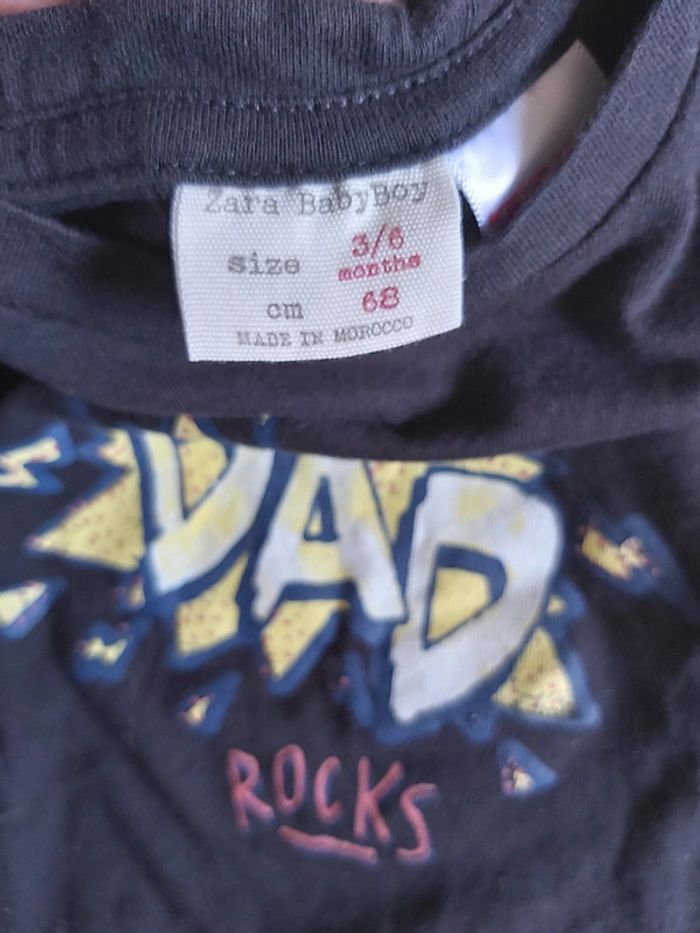 Zara BabyBoy
size 3/6
months
cm 68
MADE IN MOROCCO
DAD
ROCKS